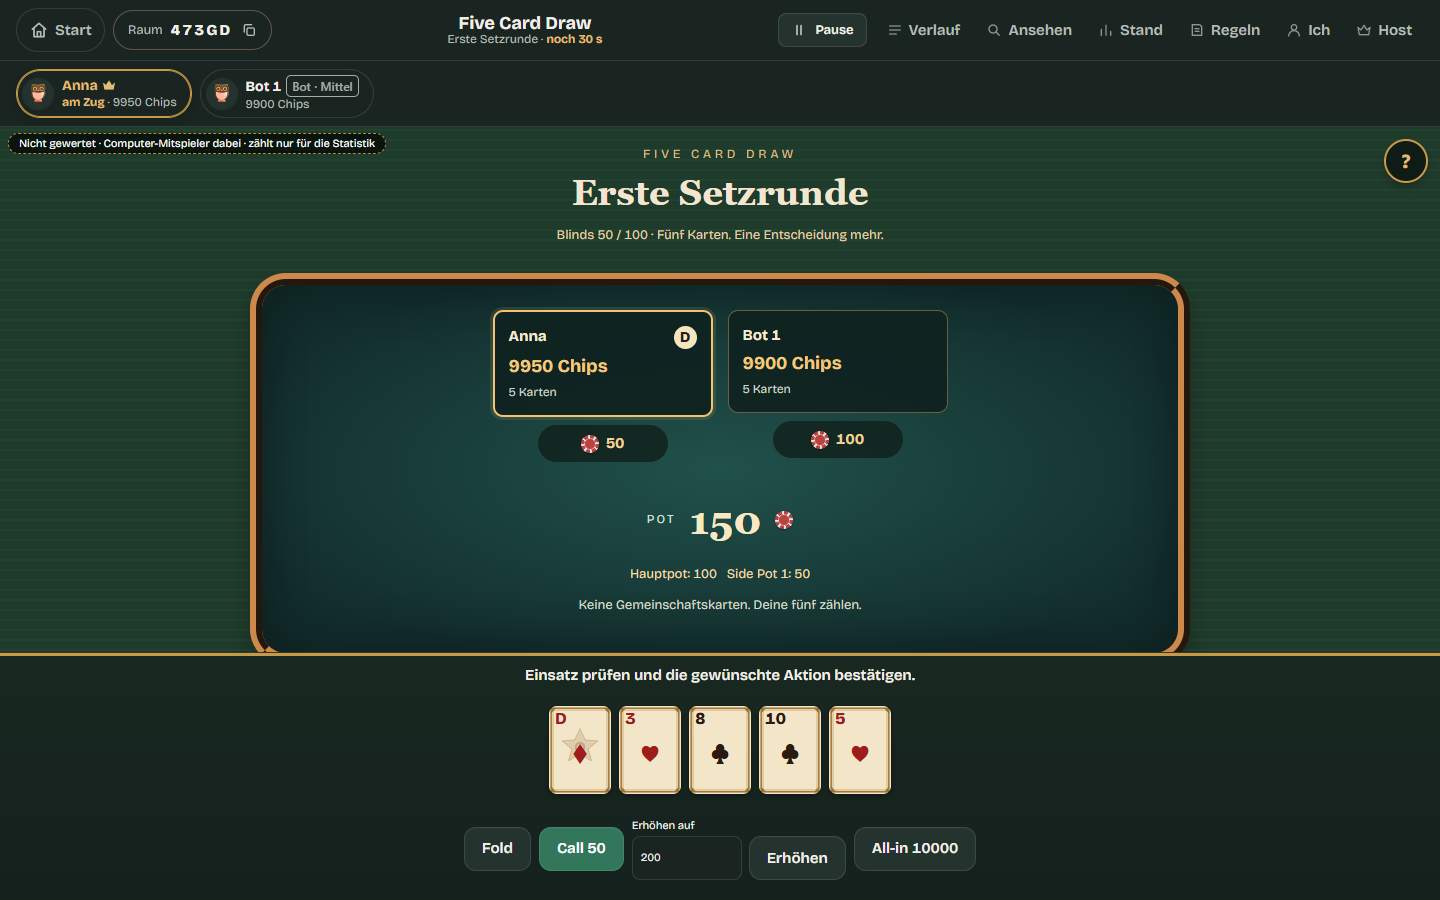 Start
Raum 473GD
Five Card Draw
Erste Setzrunde · noch 30 s
Pause
Verlauf
Ansehen
Stand
Regeln
Ich
Host
Anna
am Zug · 9950 Chips
Bot 1 Bot · Mittel
9900 Chips
Nicht gewertet · Computer-Mitspieler dabei · zählt nur für die Statistik
?
FIVE CARD DRAW
Erste Setzrunde
Blinds 50 / 100 · Fünf Karten. Eine Entscheidung mehr.
Anna D
9950 Chips
5 Karten
50
Bot 1
9900 Chips
5 Karten
100
POT 150
Hauptpot: 100 Side Pot 1: 50
Keine Gemeinschaftskarten. Deine fünf zählen.
Einsatz prüfen und die gewünschte Aktion bestätigen.
D 3 8 10 5
Fold
Call 50
Erhöhen auf
200
Erhöhen
All-in 10000